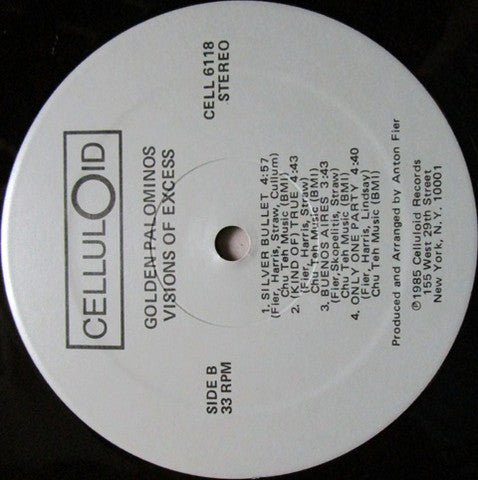 CELLULOID
GOLDEN PALOMINOS
VISIONS OF EXCESS
SIDE B
33 RPM
CELL 6118
STEREO
1. SILVER BULLET 4:57
(Fier, Harris, Straw, Cullum)
Chu Teh Music (BMI)
2. (KIND OF) TRUE 4:43
(Fier, Harris, Straw)
Chu Teh Music (BMI)
3. BUENOS AIRES 3:43
(Fier, Skopelitis, Straw)
Chu Teh Music (BMI)
4. ONLY ONE PARTY 4:40
(Fier, Harris, Lindsay)
Chu Teh Music (BMI)
Produced and Arranged by Anton Fier
℗1985 Celluloid Records
155 West 29th Street
New York, N.Y. 10001